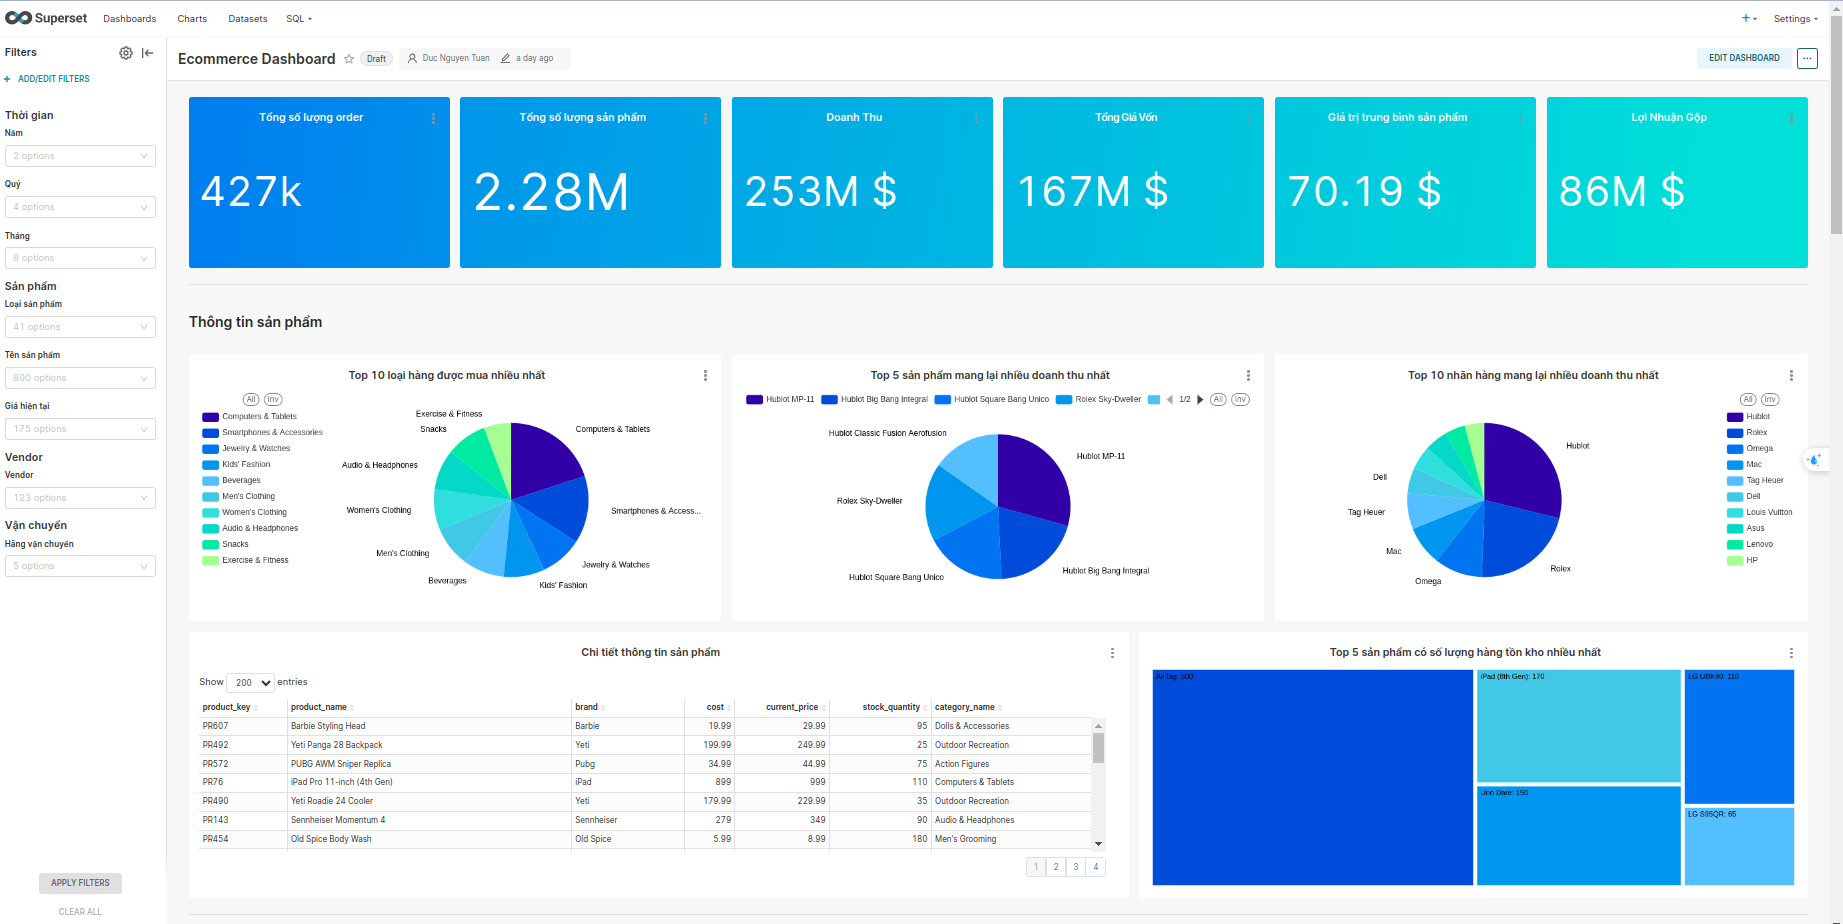 Superset Dashboards Charts Datasets SQL
+ Settings
Filters
+ ADD/EDIT FILTERS
Thời gian
Năm
2 options
Quý
4 options
Tháng
8 options
Sản phẩm
Loại sản phẩm
41 options
Tên sản phẩm
800 options
Giá hiện tại
175 options
Vendor
Vendor
123 options
Vận chuyển
Hãng vận chuyển
5 options
APPLY FILTERS
CLEAR ALL
Ecommerce Dashboard Draft Duc Nguyen Tuan a day ago
EDIT DASHBOARD ...
Tổng số lượng order
427k
Tổng số lượng sản phẩm
2.28M
Doanh Thu
253M $
Tổng Giá Vốn
167M $
Giá trị trung bình sản phẩm
70.19 $
Lợi Nhuận Gộp
86M $
Thông tin sản phẩm
Top 10 loại hàng được mua nhiều nhất
All Inv
Computers & Tablets
Smartphones & Accessories
Jewelry & Watches
Kids' Fashion
Beverages
Men's Clothing
Women's Clothing
Audio & Headphones
Snacks
Exercise & Fitness
Exercise & Fitness
Snacks
Computers & Tablets
Audio & Headphones
Women's Clothing
Smartphones & Access...
Men's Clothing
Jewelry & Watches
Beverages
Kids' Fashion
Top 5 sản phẩm mang lại nhiều doanh thu nhất
Hublot MP-11 Hublot Big Bang Integral Hublot Square Bang Unico Rolex Sky-Dweller 1/2 All Inv
Hublot Classic Fusion Aerofusion
Hublot MP-11
Rolex Sky-Dweller
Hublot Big Bang Integral
Hublot Square Bang Unico
Top 10 nhãn hàng mang lại nhiều doanh thu nhất
All Inv
Hublot
Rolex
Omega
Mac
Tag Heuer
Dell
Louis Vuitton
Asus
Lenovo
HP
Hublot
Dell
Tag Heuer
Mac
Rolex
Omega
Chi tiết thông tin sản phẩm
Show 200 entries
product_key product_name brand cost current_price stock_quantity category_name
PR607 Barbie Styling Head Barbie 19.99 29.99 95 Dolls & Accessories
PR492 Yeti Panga 28 Backpack Yeti 199.99 249.99 25 Outdoor Recreation
PR572 PUBG AWM Sniper Replica Pubg 34.99 44.99 75 Action Figures
PR76 iPad Pro 11-inch (4th Gen) iPad 899 999 110 Computers & Tablets
PR490 Yeti Roadie 24 Cooler Yeti 179.99 229.99 35 Outdoor Recreation
PR143 Sennheiser Momentum 4 Sennheiser 279 349 90 Audio & Headphones
PR454 Old Spice Body Wash Old Spice 5.99 8.99 180 Men's Grooming
1 2 3 4
Top 5 sản phẩm có số lượng hàng tồn kho nhiều nhất
AirTag: 500
iPad (8th Gen): 170
LG UBK90: 110
Uno Dare: 150
LG S95QR: 65